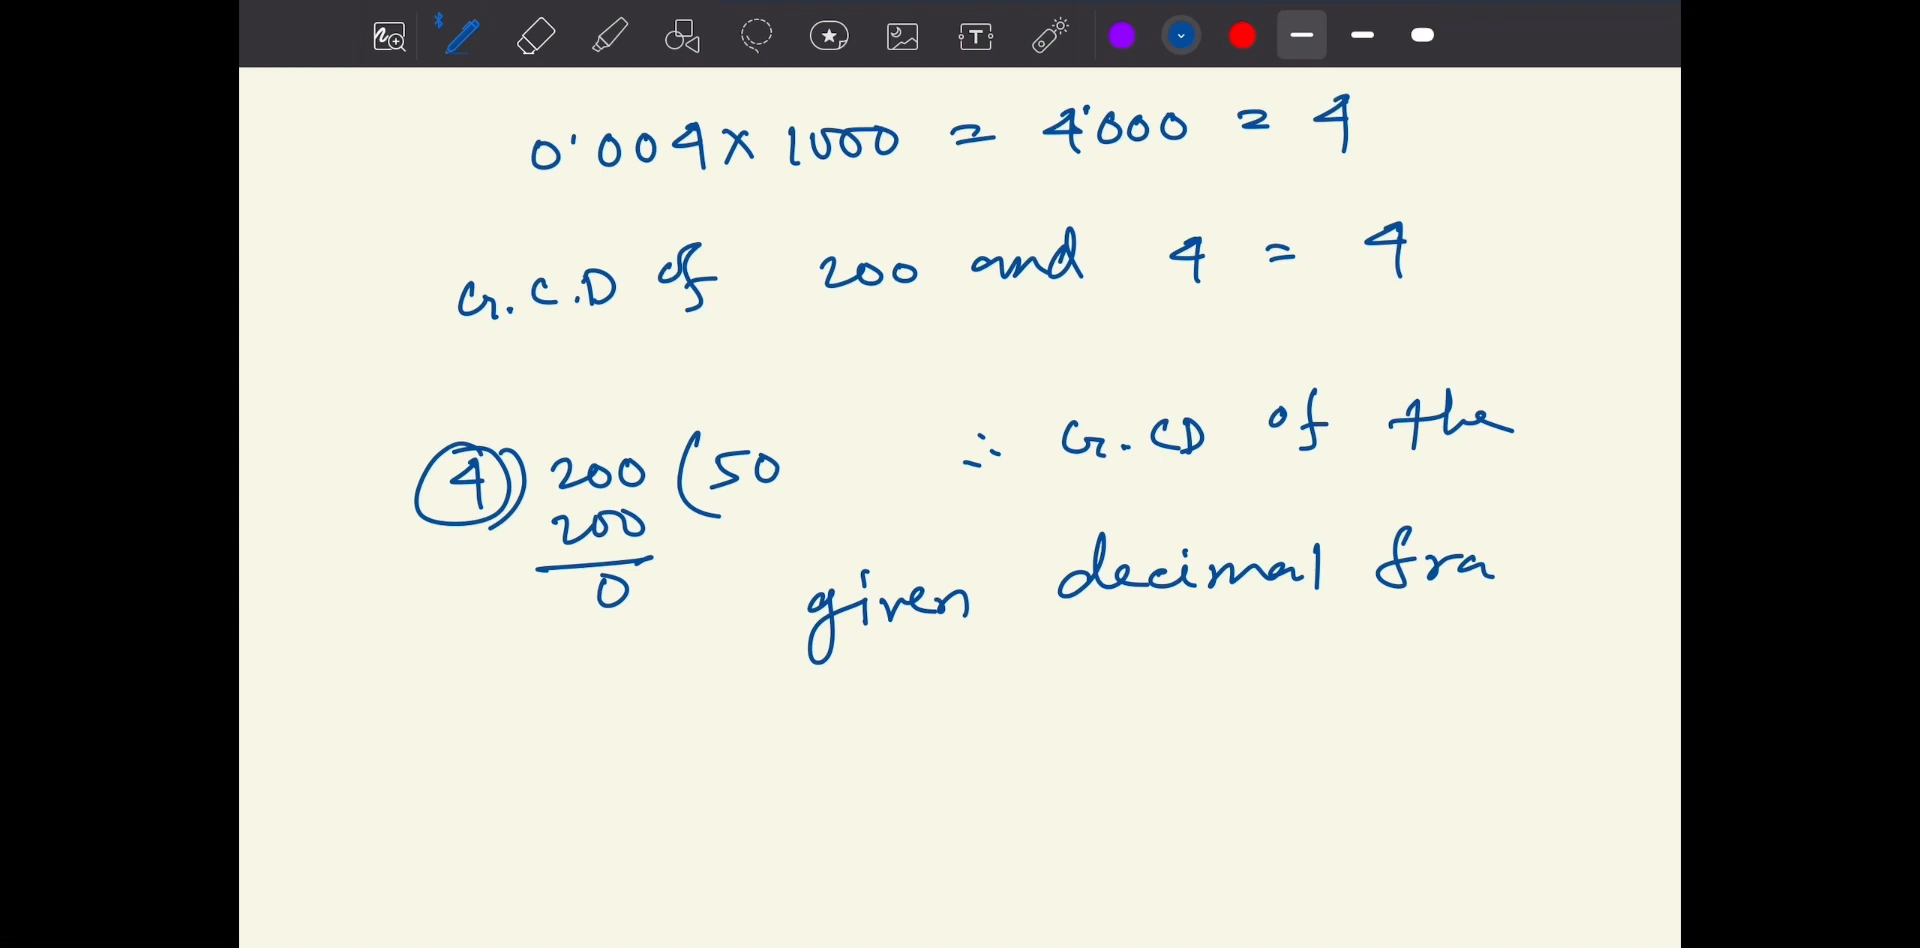 0·004 × 1000 = 4·000 = 4
G.C.D of 200 and 4 = 4
4) 200 (50
200
0
∴ G.CD of the
given decimal fra